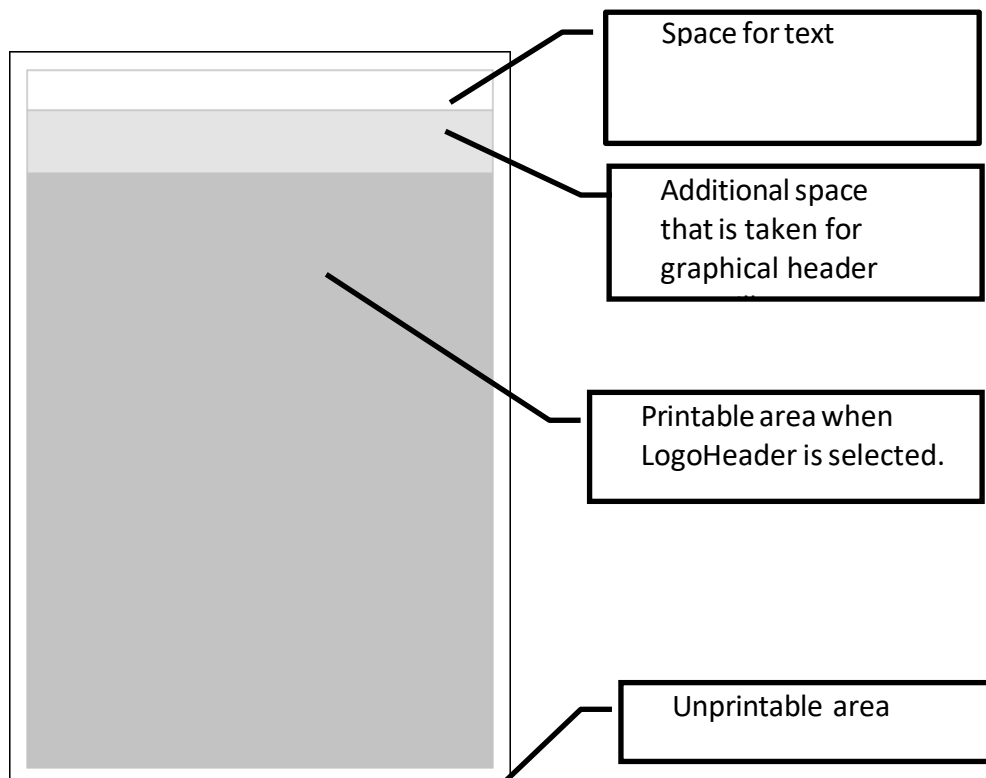 Space for text
Additional space
that is taken for
graphical header
Printable area when
LogoHeader is selected.
Unprintable area